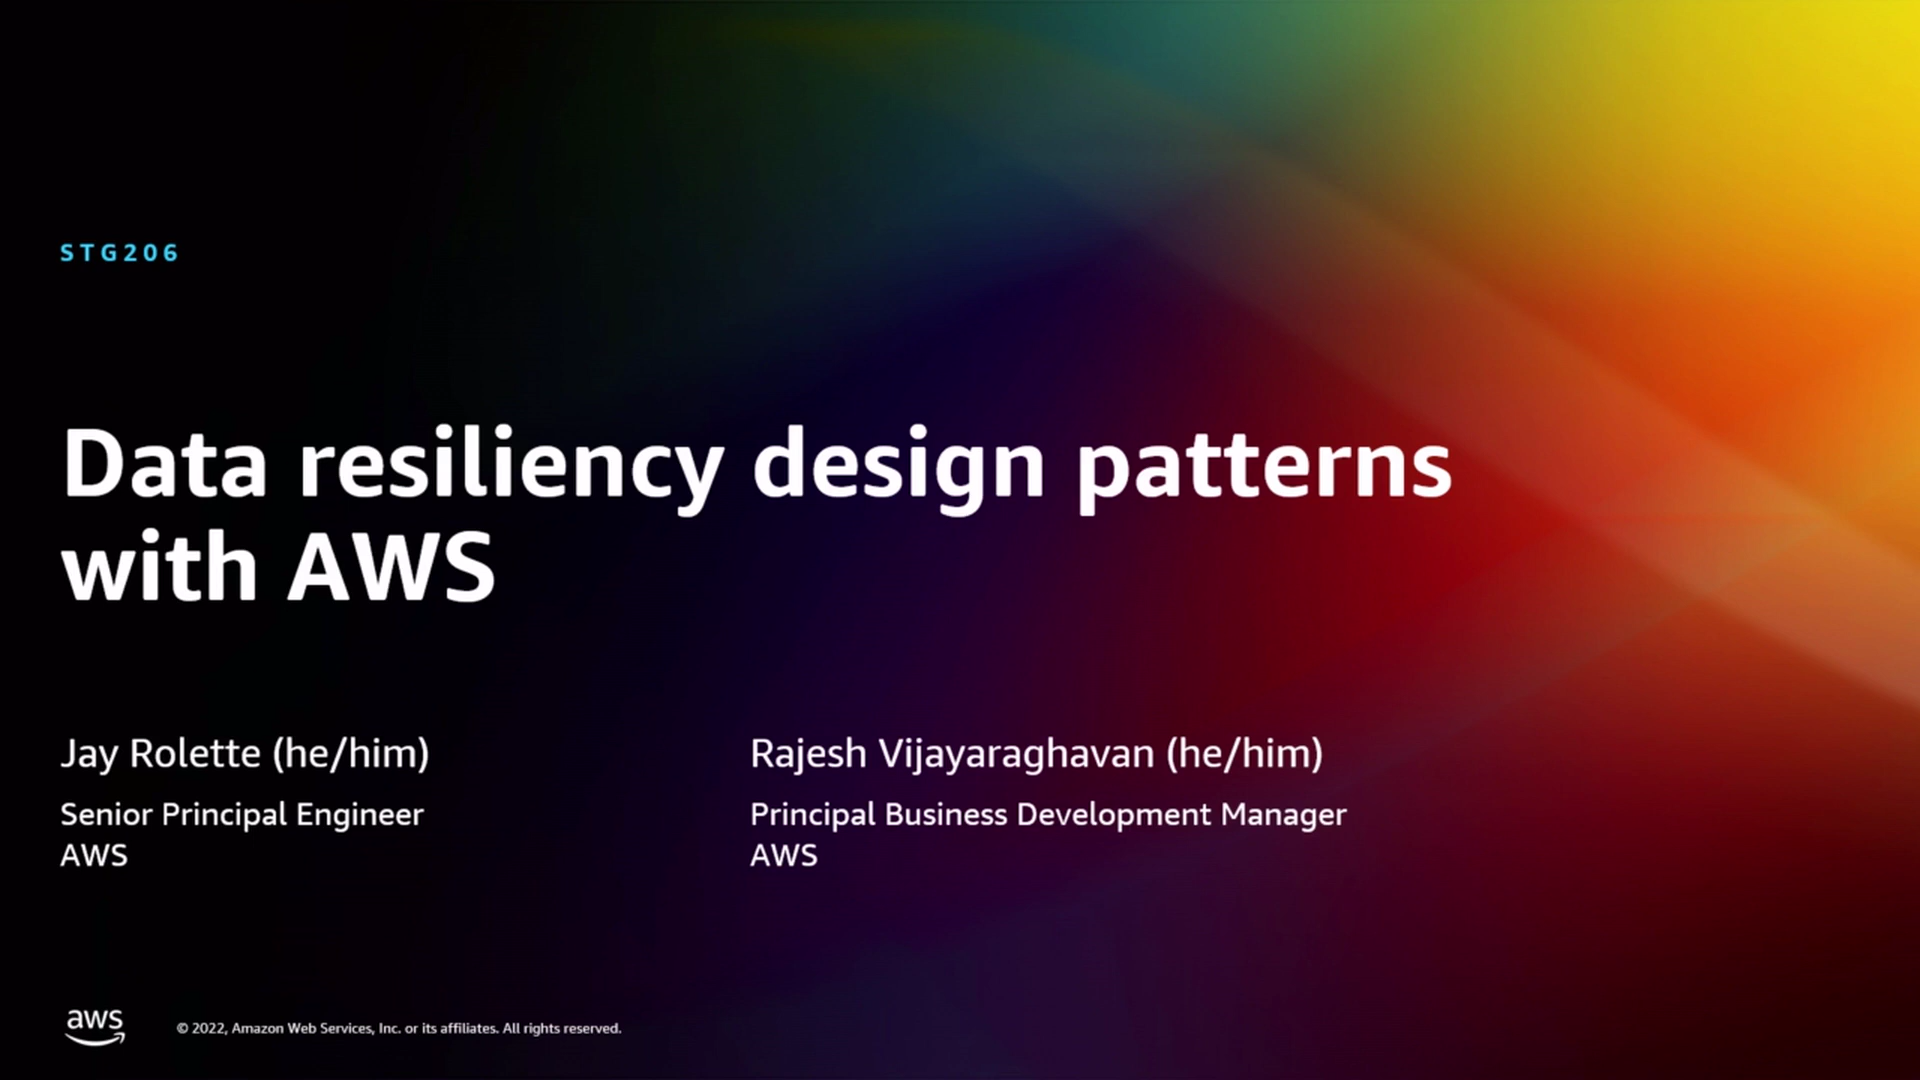 STG206
Data resiliency design patterns
with AWS
Jay Rolette (he/him)
Senior Principal Engineer
AWS
Rajesh Vijayaraghavan (he/him)
Principal Business Development Manager
AWS
aws
© 2022, Amazon Web Services, Inc. or its affiliates. All rights reserved.